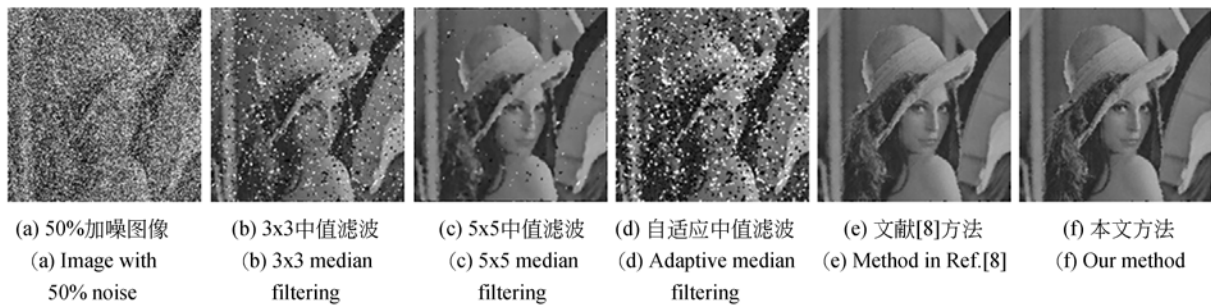 (a) 50%加噪图像
(b) 3x3中值滤波
(c) 5x5中值滤波
(d) 自适应中值滤波
(e) 文献[8]方法
(f) 本文方法
(a) Image with
50% noise
(b) 3x3 median
filtering
(c) 5x5 median
filtering
(d) Adaptive median
filtering
(e) Method in Ref.[8]
(f) Our method